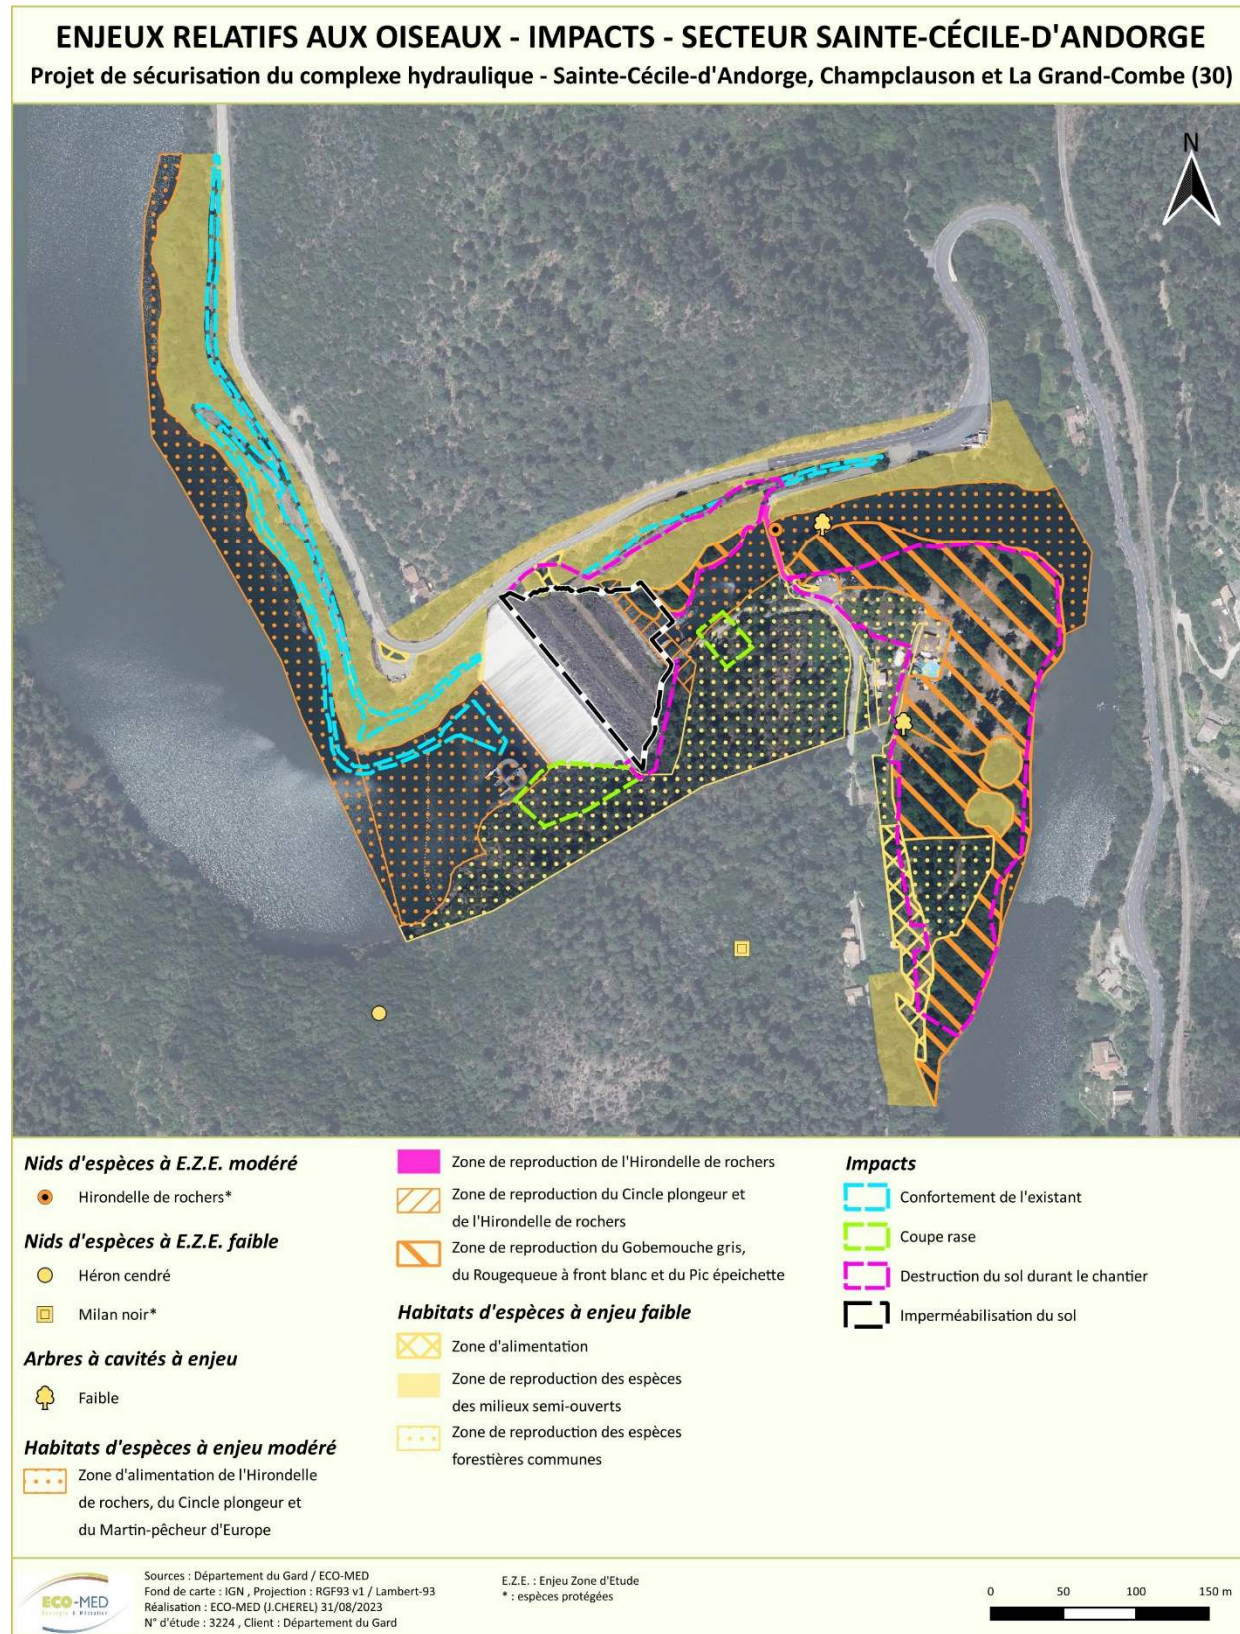 ENJEUX RELATIFS AUX OISEAUX - IMPACTS - SECTEUR SAINTE-CÉCILE-D'ANDORGE
Projet de sécurisation du complexe hydraulique - Sainte-Cécile-d'Andorge, Champclauson et La Grand-Combe (30)
N
Nids d'espèces à E.Z.E. modéré
Hirondelle de rochers*
Nids d'espèces à E.Z.E. faible
Héron cendré
Milan noir*
Arbres à cavités à enjeu
Faible
Habitats d'espèces à enjeu modéré
Zone d'alimentation de l'Hirondelle
de rochers, du Cincle plongeur et
du Martin-pêcheur d'Europe
Zone de reproduction de l'Hirondelle de rochers
Zone de reproduction du Cincle plongeur et
de l'Hirondelle de rochers
Zone de reproduction du Gobemouche gris,
du Rougequeue à front blanc et du Pic épeichette
Habitats d'espèces à enjeu faible
Zone d'alimentation
Zone de reproduction des espèces
des milieux semi-ouverts
Zone de reproduction des espèces
forestières communes
Impacts
Confortement de l'existant
Coupe rase
Destruction du sol durant le chantier
Imperméabilisation du sol
ECO-MED
Sources : Département du Gard / ECO-MED
Fond de carte : IGN , Projection : RGF93 v1 / Lambert-93
Réalisation : ECO-MED (J.CHEREL) 31/08/2023
N° d'étude : 3224 , Client : Département du Gard
E.Z.E. : Enjeu Zone d'Etude
* : espèces protégées
0 50 100 150 m